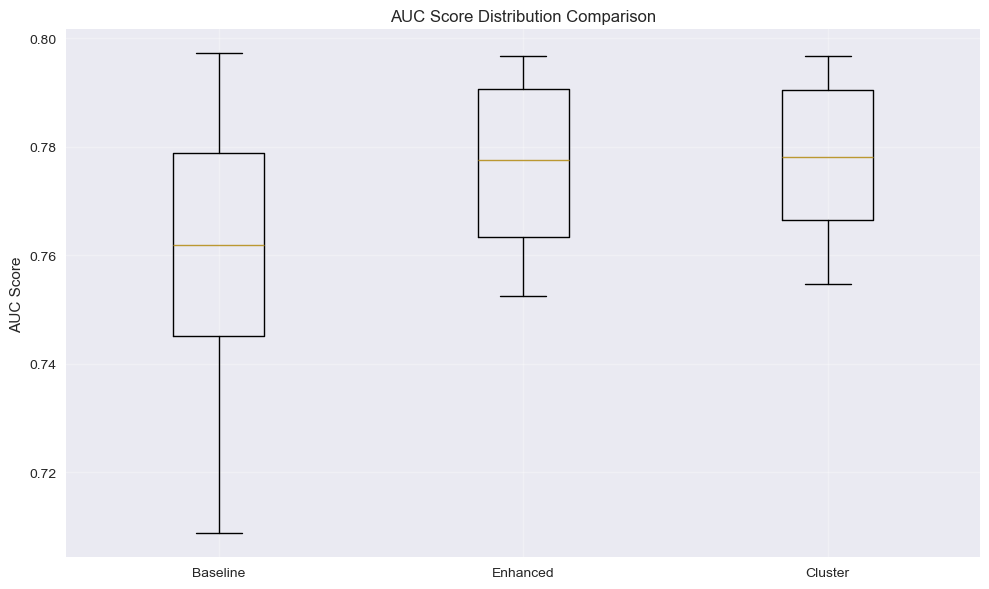 AUC Score Distribution Comparison
0.80
0.78
0.76
0.74
0.72
AUC Score
Baseline
Enhanced
Cluster